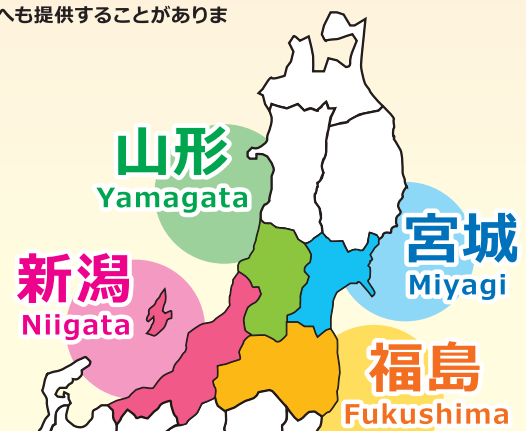 へも提供することがありま
山形
Yamagata
宮城
Miyagi
新潟
Niigata
福島
Fukushima